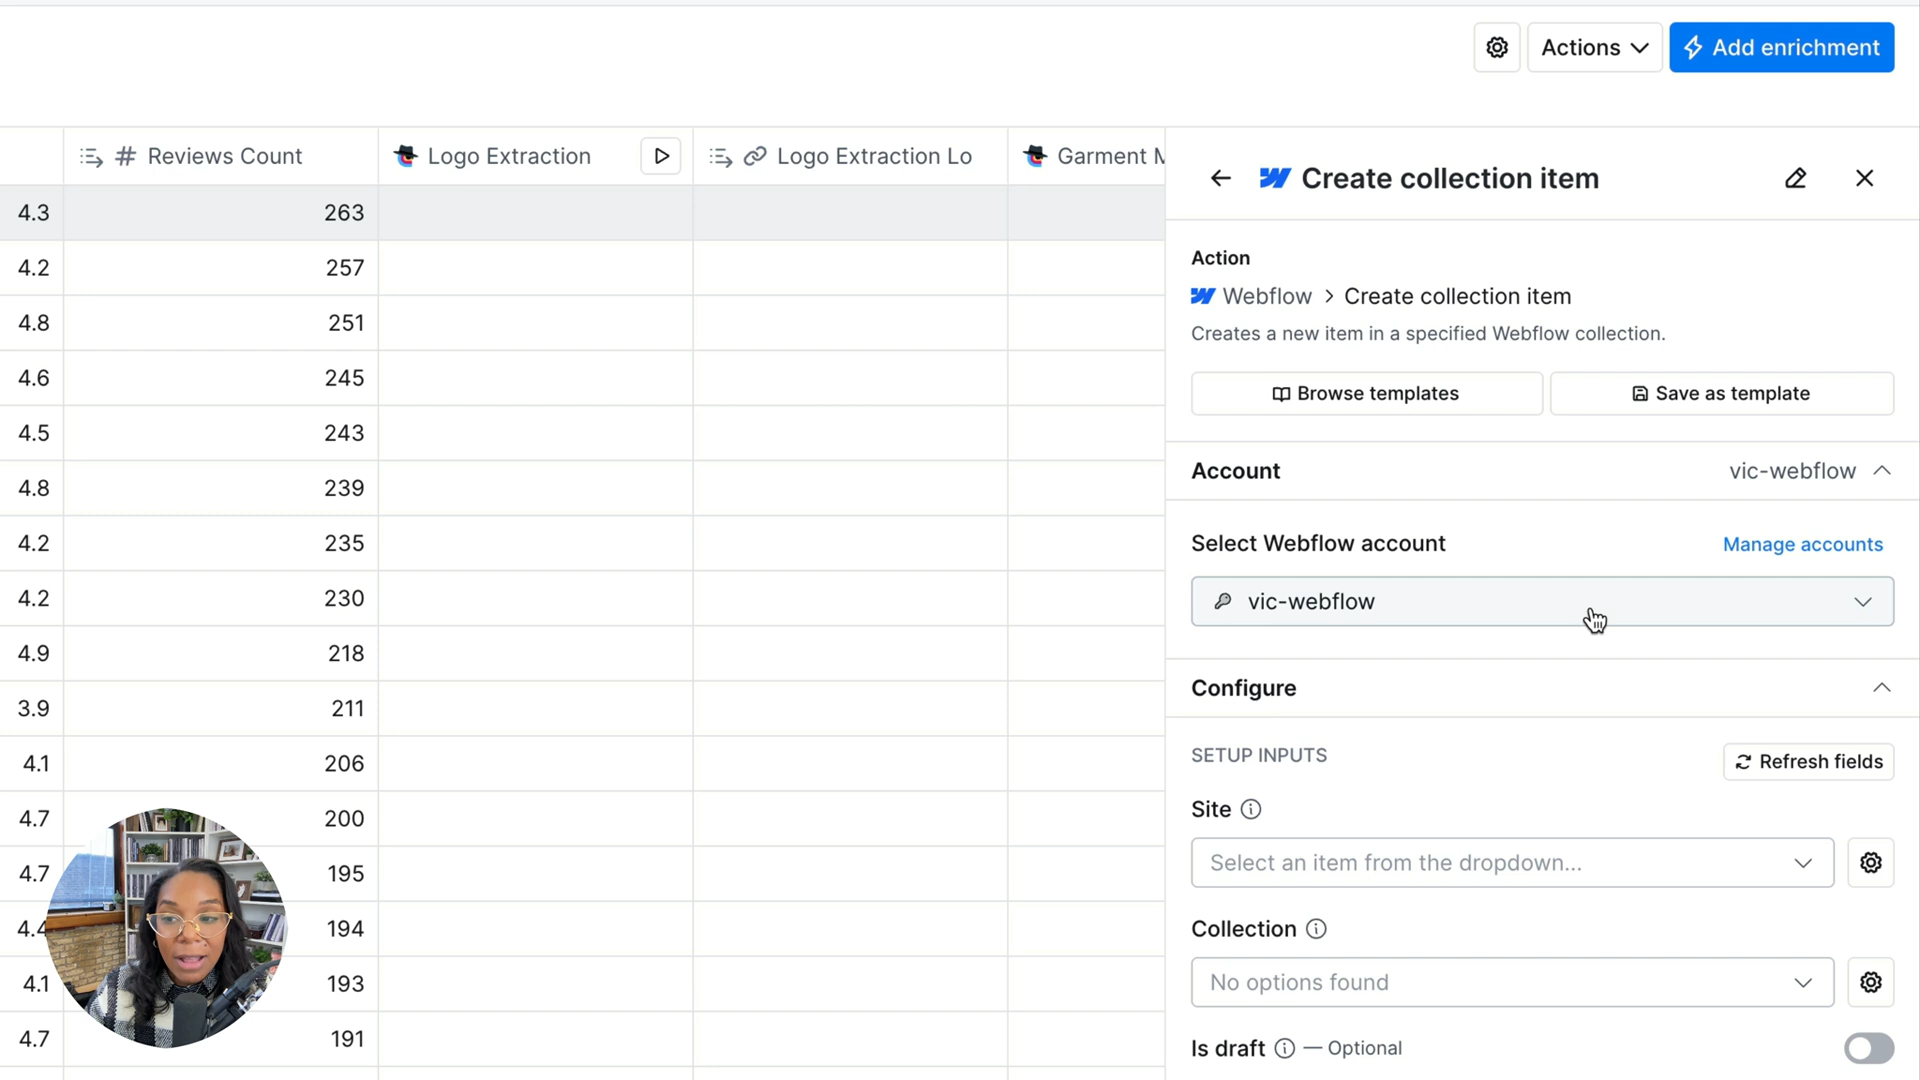 Actions
Add enrichment
# Reviews Count
Logo Extraction
Logo Extraction Lo
Garment M
4.3 263
4.2 257
4.8 251
4.6 245
4.5 243
4.8 239
4.2 235
4.2 230
4.9 218
3.9 211
4.1 206
4.7 200
4.7 195
4.4 194
4.1 193
4.7 191
Create collection item
Action
Webflow > Create collection item
Creates a new item in a specified Webflow collection.
Browse templates
Save as template
Account vic-webflow
Select Webflow account Manage accounts
vic-webflow
Configure
SETUP INPUTS Refresh fields
Site
Select an item from the dropdown...
Collection
No options found
Is draft — Optional